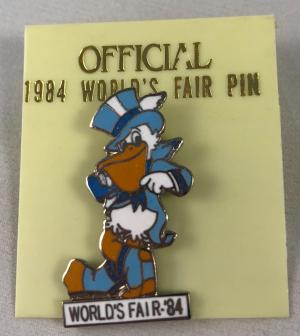 OFFICIAL
1984 WORLD'S FAIR PIN
WORLD'S FAIR-'84